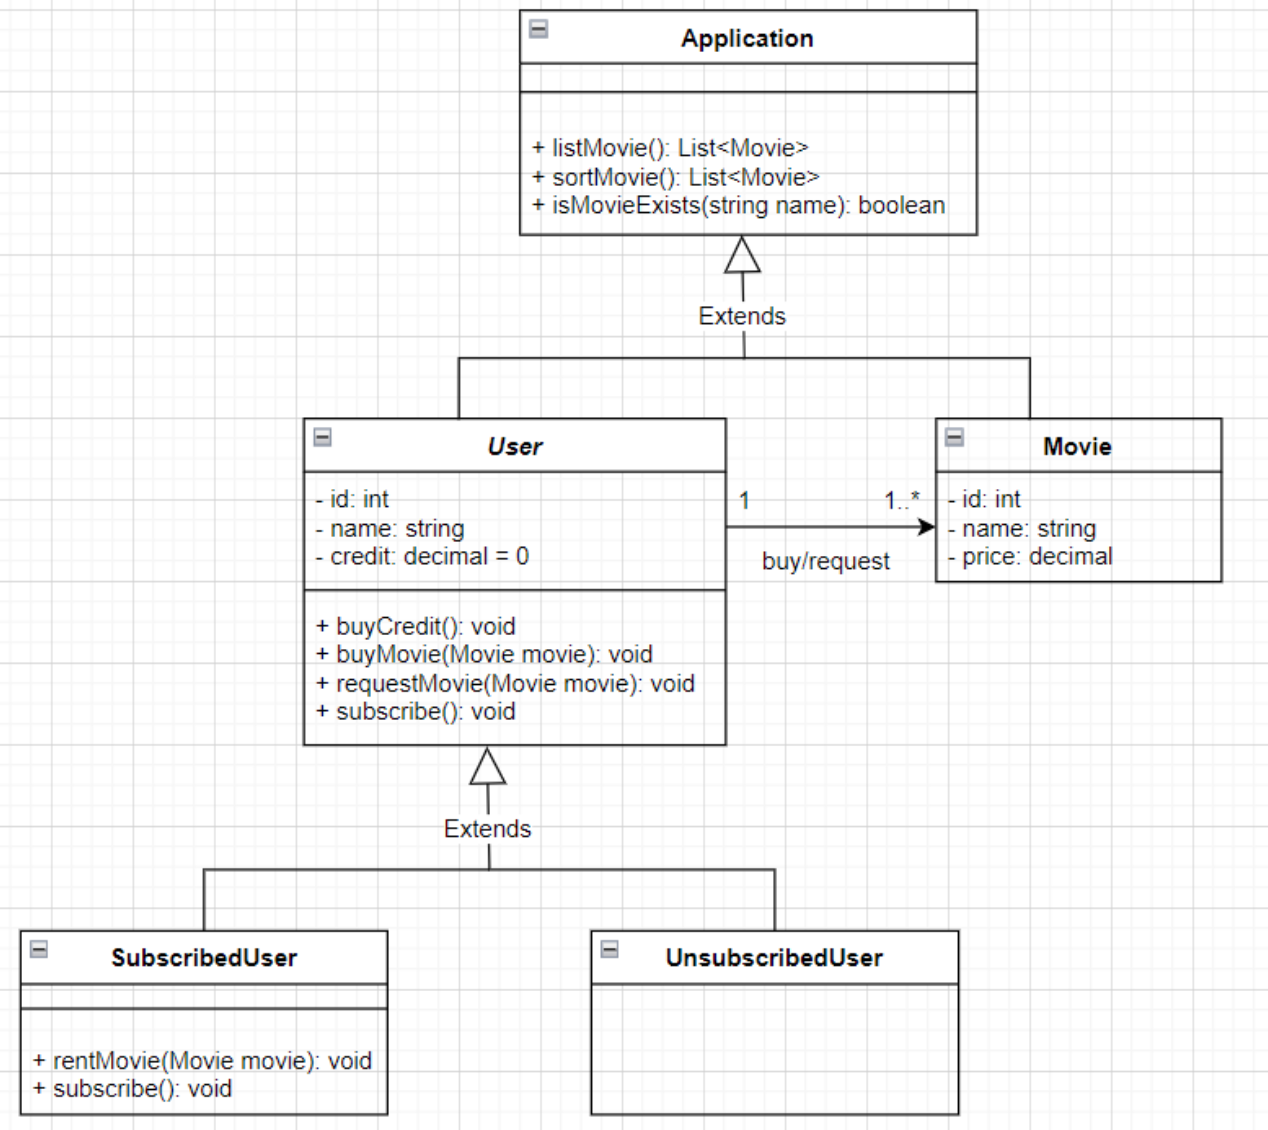 Application
+ listMovie(): List<Movie>
+ sortMovie(): List<Movie>
+ isMovieExists(string name): boolean
Extends
User
- id: int
- name: string
- credit: decimal = 0
+ buyCredit(): void
+ buyMovie(Movie movie): void
+ requestMovie(Movie movie): void
+ subscribe(): void
1
1..*
buy/request
Movie
- id: int
- name: string
- price: decimal
Extends
SubscribedUser
+ rentMovie(Movie movie): void
+ subscribe(): void
UnsubscribedUser